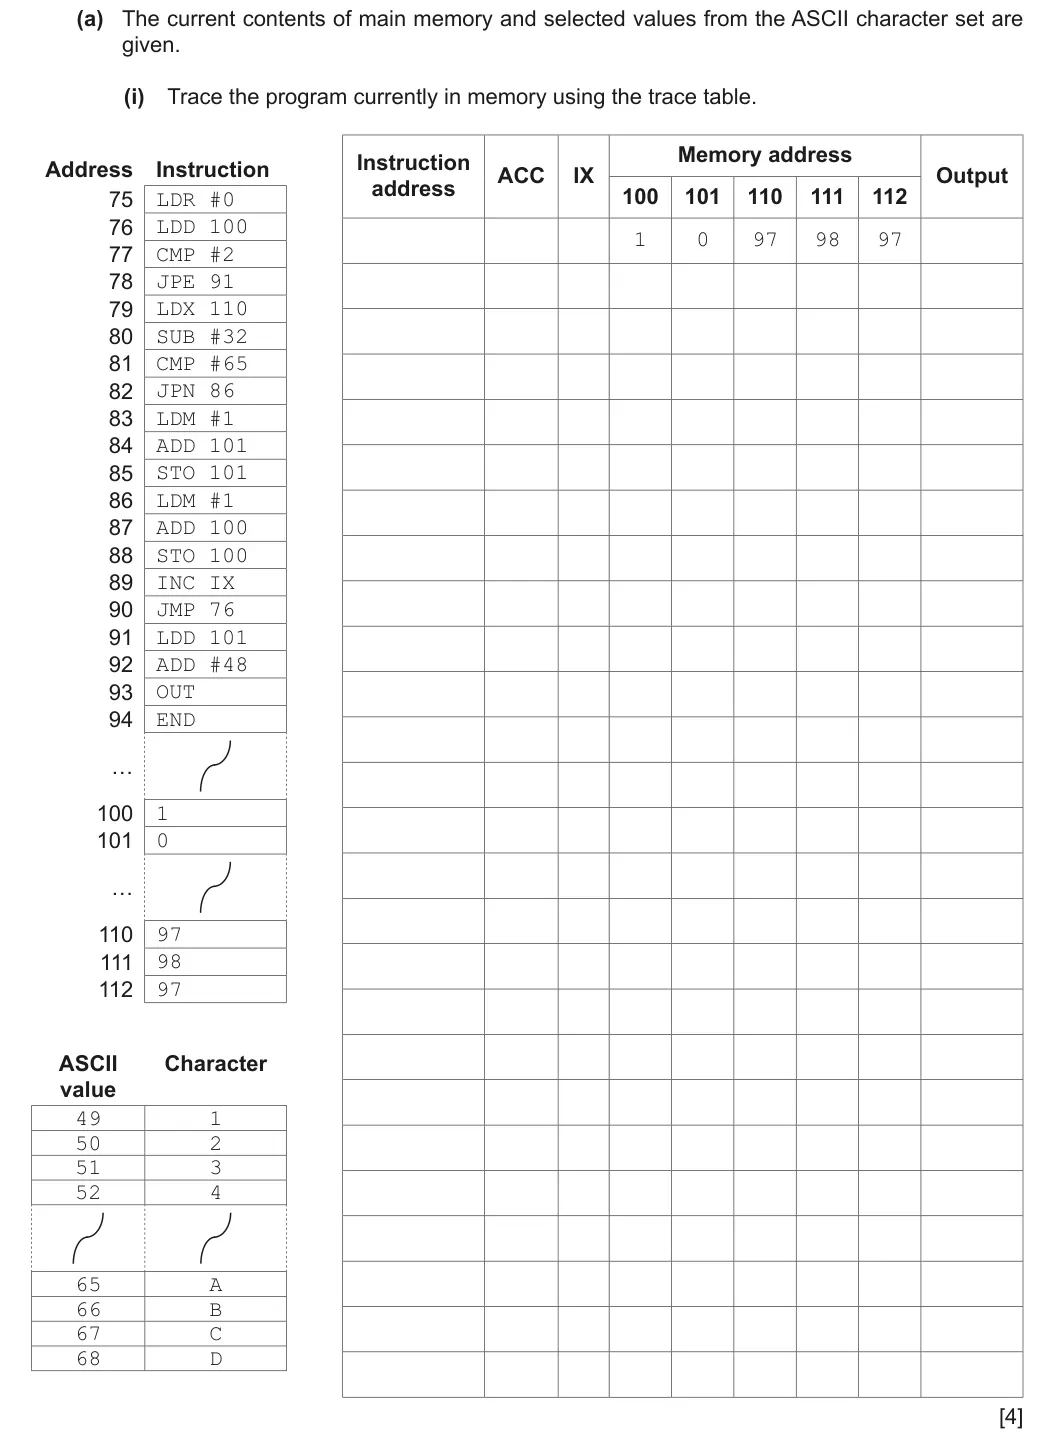 (a) The current contents of main memory and selected values from the ASCII character set are
given.
(i) Trace the program currently in memory using the trace table.
Address Instruction
75 LDR #0
76 LDD 100
77 CMP #2
78 JPE 91
79 LDX 110
80 SUB #32
81 CMP #65
82 JPN 86
83 LDM #1
84 ADD 101
85 STO 101
86 LDM #1
87 ADD 100
88 STO 100
89 INC IX
90 JMP 76
91 LDD 101
92 ADD #48
93 OUT
94 END
...
100 1
101 0
...
110 97
111 98
112 97
ASCII value Character
49 1
50 2
51 3
52 4
65 A
66 B
67 C
68 D
Instruction address ACC IX Memory address Output
100 101 110 111 112
1 0 97 98 97
[4]